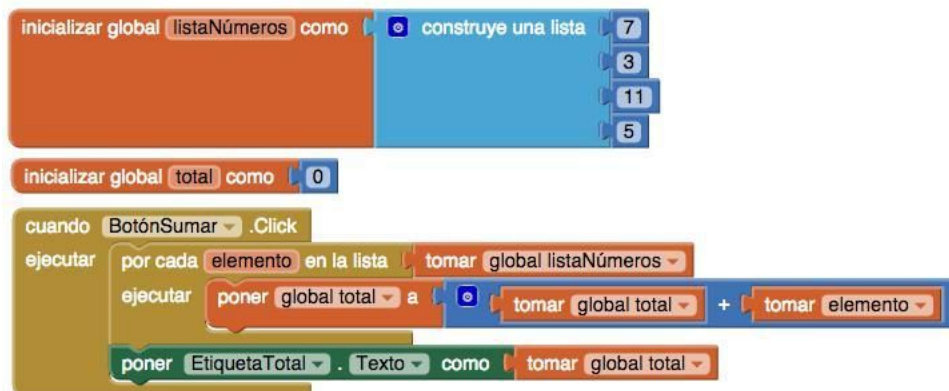 inicializar global listaNúmeros como construye una lista 7
3
11
5
inicializar global total como 0
cuando BotónSumar .Click
ejecutar por cada elemento en la lista tomar global listaNúmeros
ejecutar poner global total a tomar global total + tomar elemento
poner EtiquetaTotal . Texto como tomar global total